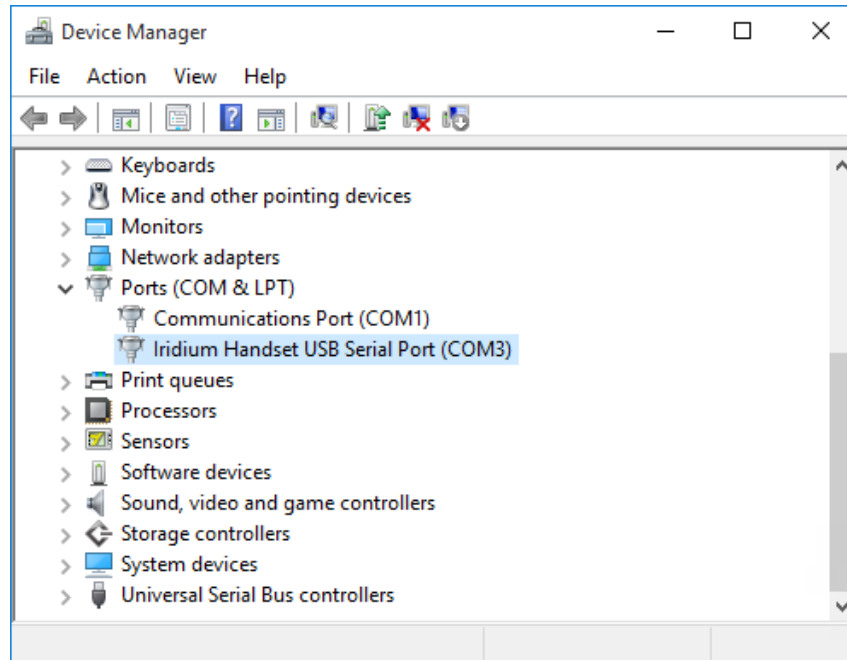 Device Manager
File Action View Help
Keyboards
Mice and other pointing devices
Monitors
Network adapters
Ports (COM & LPT)
Communications Port (COM1)
Iridium Handset USB Serial Port (COM3)
Print queues
Processors
Sensors
Software devices
Sound, video and game controllers
Storage controllers
System devices
Universal Serial Bus controllers